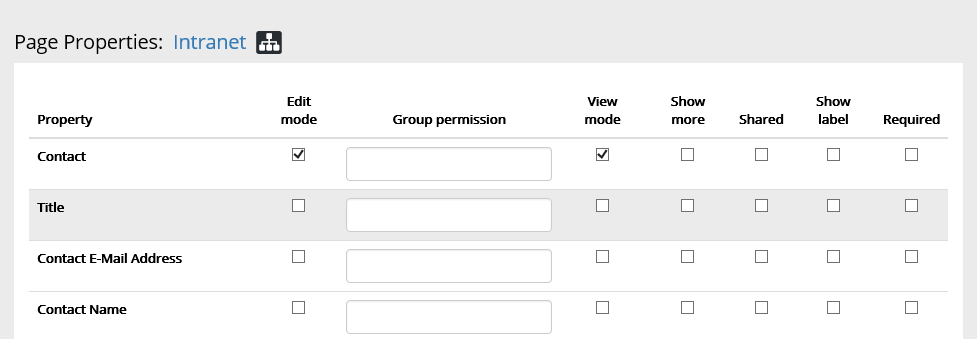 Page Properties: Intranet
Property Edit mode Group permission View mode Show more Shared Show label Required
Contact
Title
Contact E-Mail Address
Contact Name